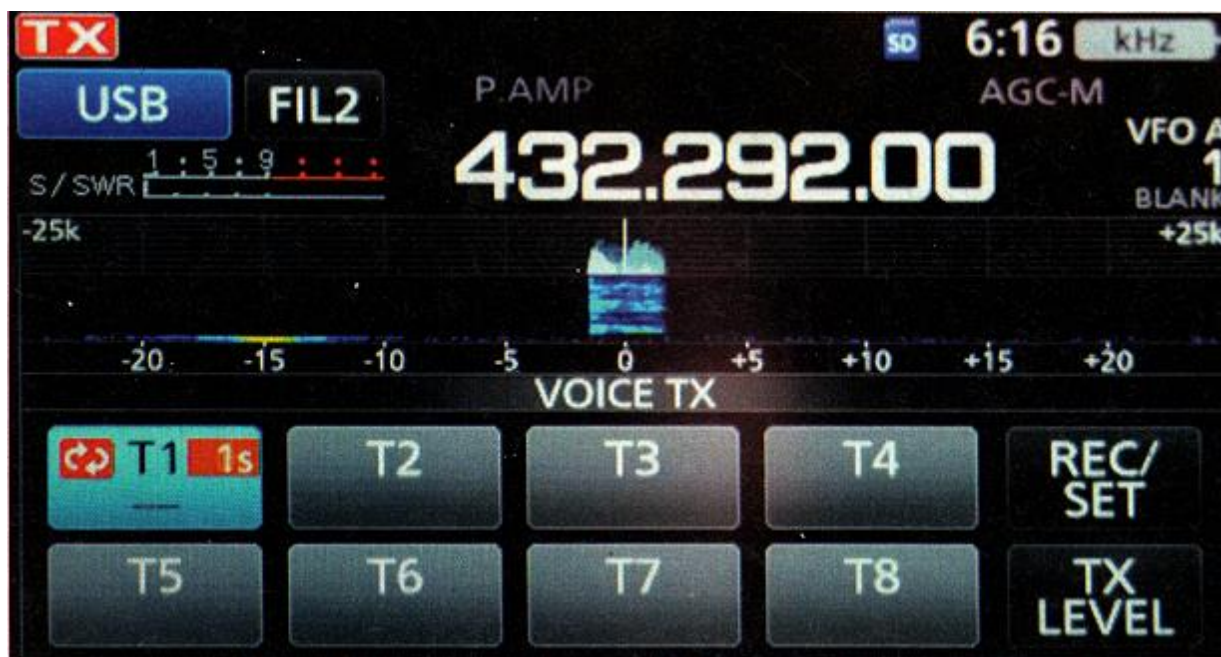 TX SD 6:16 kHz
USB FIL2 P.AMP AGC-M
1 5 9 432.292.00 VFO A
S/SWR 1
BLANK
-25k +25k
-20 -15 -10 -5 0 +5 +10 +15 +20
VOICE TX
T1 1s T2 T3 T4 REC/
--- SET
T5 T6 T7 T8 TX
LEVEL